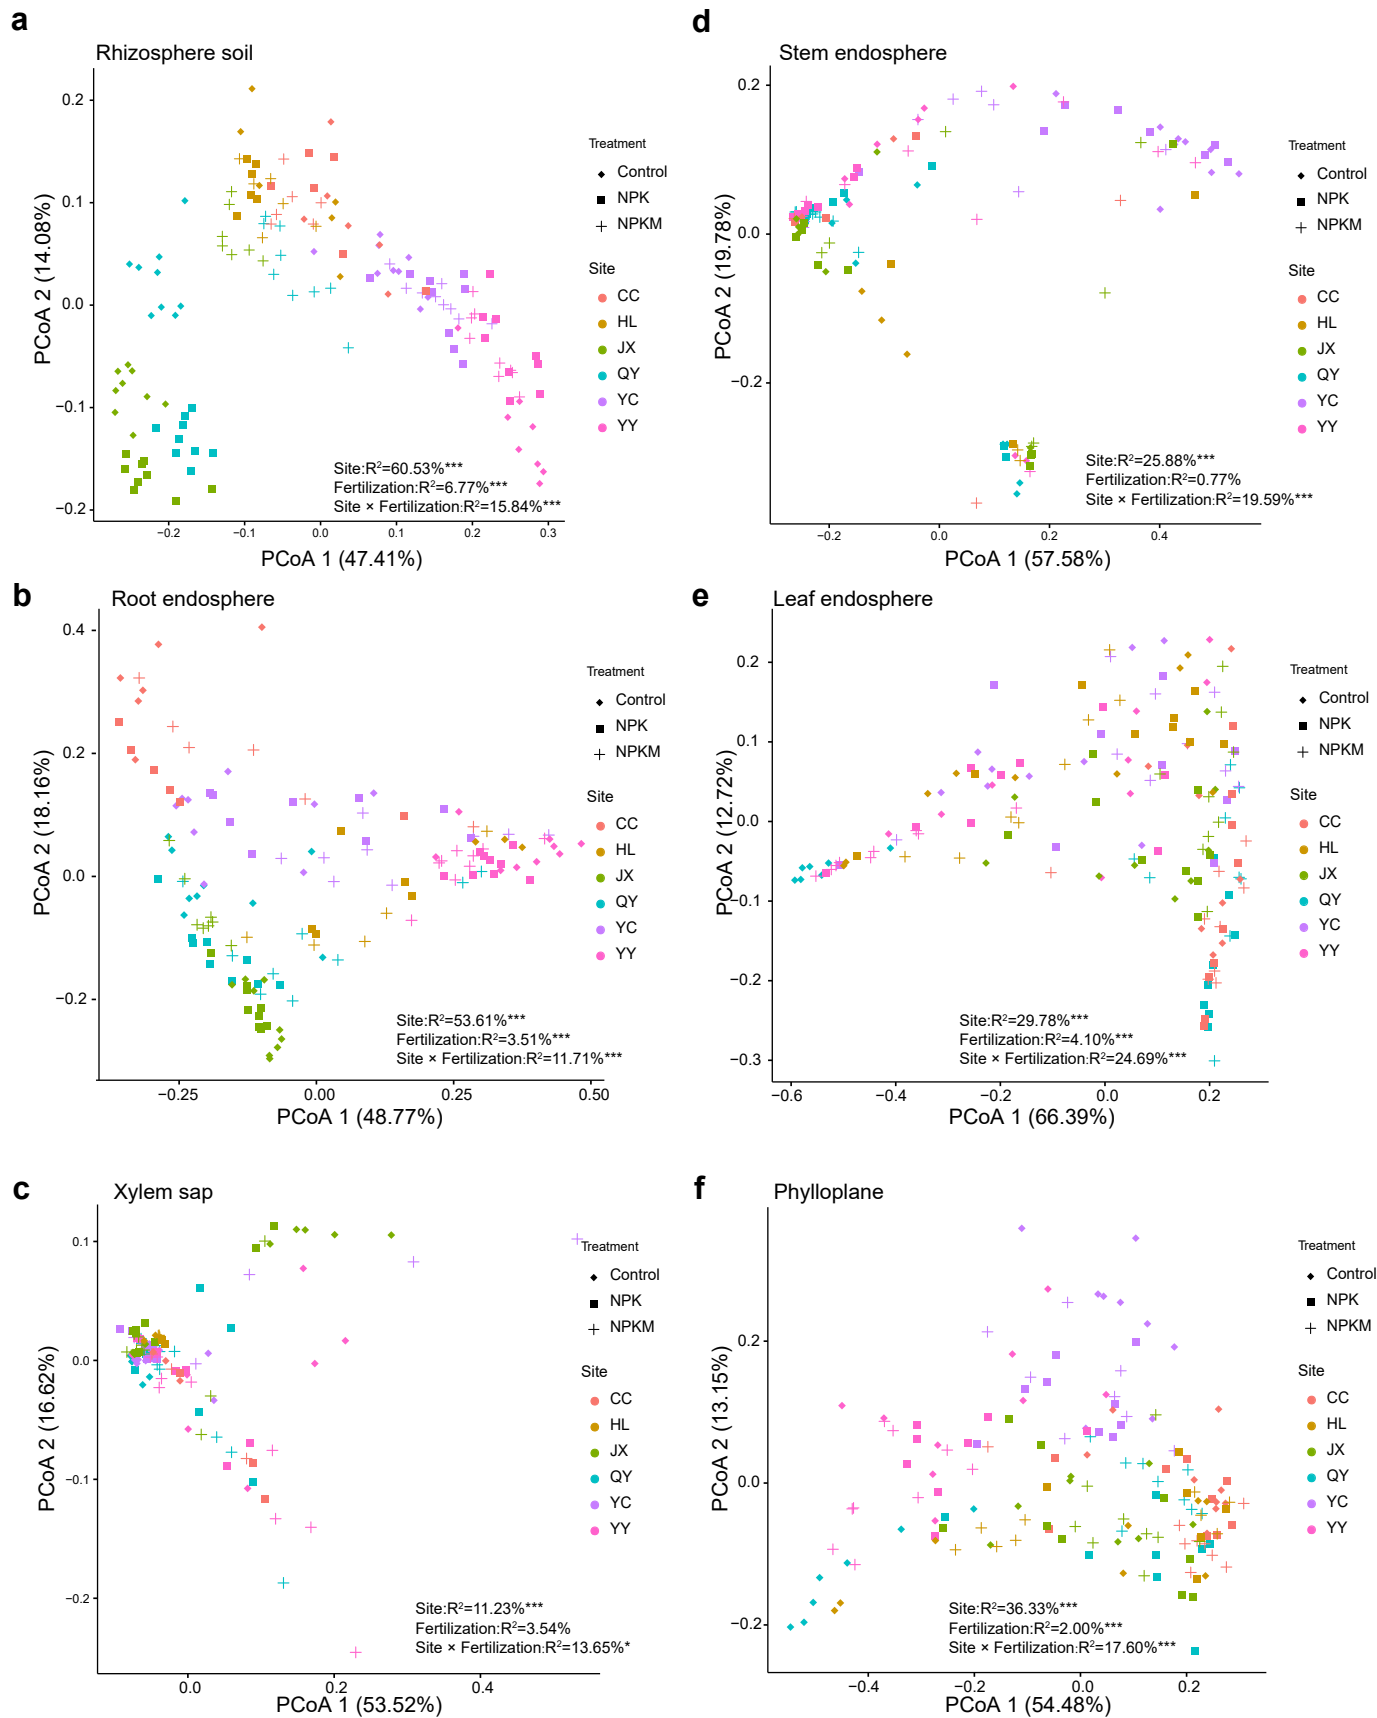 a
Rhizosphere soil
0.2
0.1
0.0
−0.1
−0.2
PCoA 2 (14.08%)
−0.2
−0.1
0.0
0.1
0.2
0.3
PCoA 1 (47.41%)
Site:R²=60.53%***
Fertilization:R²=6.77%***
Site × Fertilization:R²=15.84%***
Treatment
Control
NPK
NPKM
Site
CC
HL
JX
QY
YC
YY
d
Stem endosphere
0.2
0.0
−0.2
PCoA 2 (19.78%)
−0.2
0.0
0.2
0.4
PCoA 1 (57.58%)
Site:R²=25.88%***
Fertilization:R²=0.77%
Site × Fertilization:R²=19.59%***
Treatment
Control
NPK
NPKM
Site
CC
HL
JX
QY
YC
YY
b
Root endosphere
0.4
0.2
0.0
−0.2
PCoA 2 (18.16%)
−0.25
0.00
0.25
0.50
PCoA 1 (48.77%)
Site:R²=53.61%***
Fertilization:R²=3.51%***
Site × Fertilization:R²=11.71%***
Treatment
Control
NPK
NPKM
Site
CC
HL
JX
QY
YC
YY
e
Leaf endosphere
0.2
0.1
0.0
−0.1
−0.2
−0.3
PCoA 2 (12.72%)
−0.6
−0.4
−0.2
0.0
0.2
PCoA 1 (66.39%)
Site:R²=29.78%***
Fertilization:R²=4.10%***
Site × Fertilization:R²=24.69%***
Treatment
Control
NPK
NPKM
Site
CC
HL
JX
QY
YC
YY
c
Xylem sap
0.1
0.0
−0.1
−0.2
PCoA 2 (16.62%)
0.0
0.2
0.4
PCoA 1 (53.52%)
Site:R²=11.23%***
Fertilization:R²=3.54%
Site × Fertilization:R²=13.65%*
Treatment
Control
NPK
NPKM
Site
CC
HL
JX
QY
YC
YY
f
Phylloplane
0.2
0.0
−0.2
PCoA 2 (13.15%)
−0.4
−0.2
0.0
0.2
PCoA 1 (54.48%)
Site:R²=36.33%***
Fertilization:R²=2.00%***
Site × Fertilization:R²=17.60%***
Treatment
Control
NPK
NPKM
Site
CC
HL
JX
QY
YC
YY